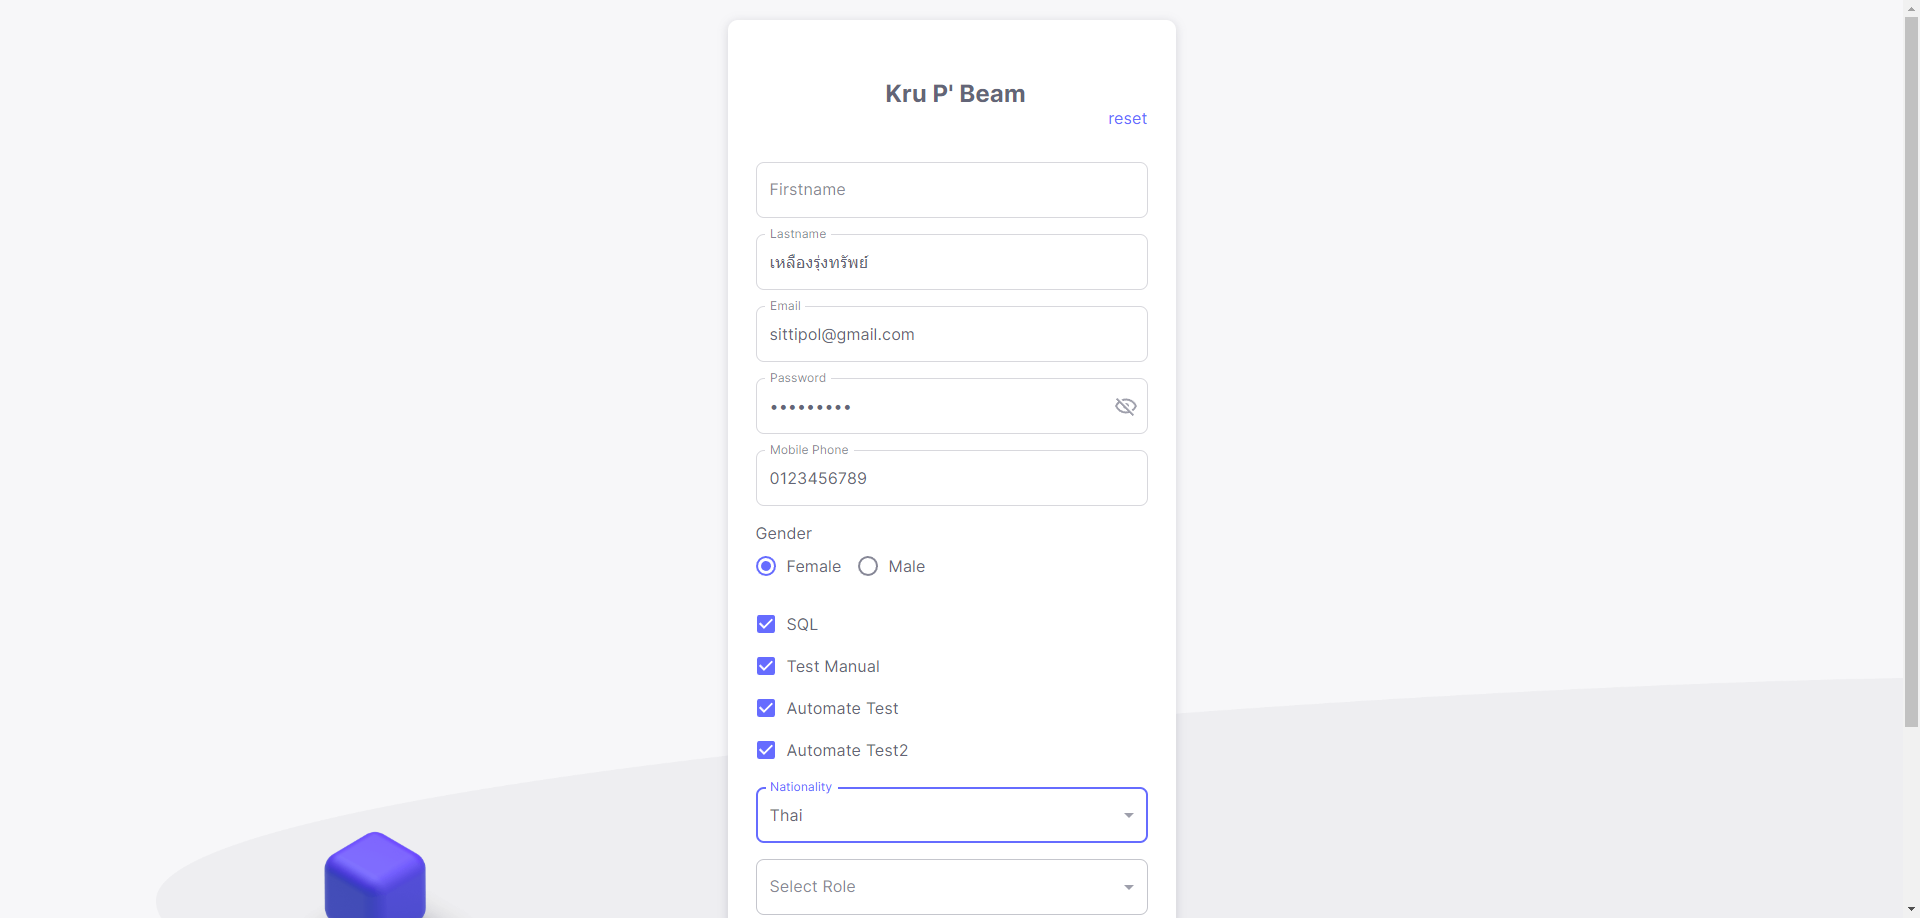 Kru P' Beam
reset
Firstname
Lastname
เหลืองรุ่งทรัพย์
Email
sittipol@gmail.com
Password
•••••••••
Mobile Phone
0123456789
Gender
Female Male
SQL
Test Manual
Automate Test
Automate Test2
Nationality
Thai
Select Role